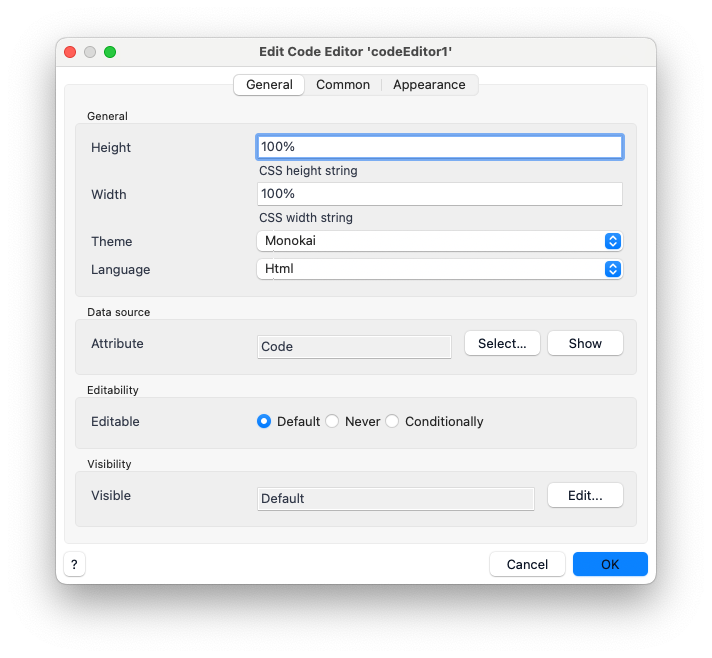 Edit Code Editor 'codeEditor1'
General Common Appearance
General
Height 100%
CSS height string
Width 100%
CSS width string
Theme Monokai
Language Html
Data source
Attribute Code Select... Show
Editability
Editable Default Never Conditionally
Visibility
Visible Default Edit...
? Cancel OK